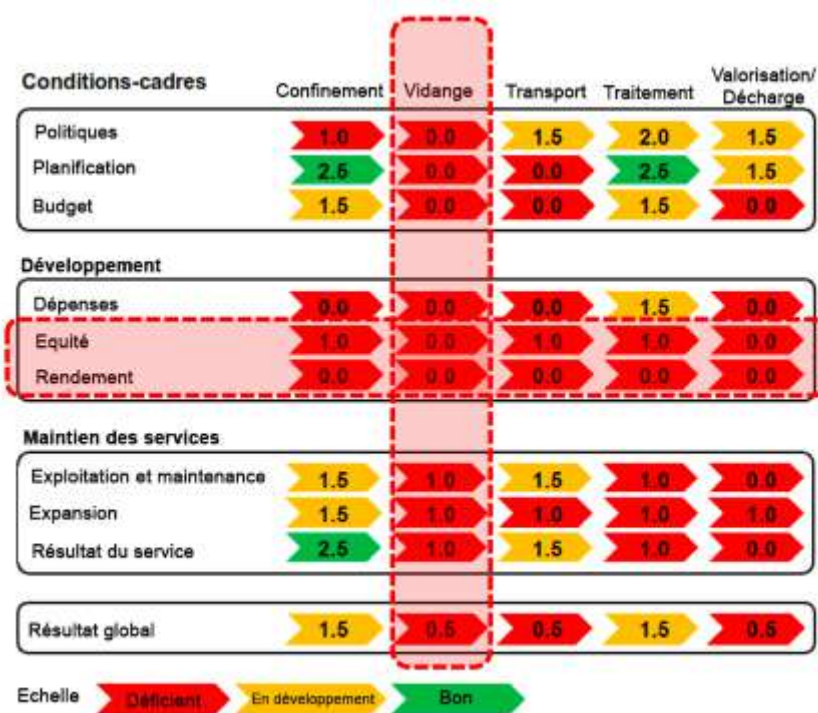 Conditions-cadres Confinement Vidange Transport Traitement Valorisation/
Décharge
Politiques 1.0 0.0 1.5 2.0 1.5
Planification 2.5 0.0 0.0 2.5 1.5
Budget 1.5 0.0 0.0 1.5 0.0
Développement
Dépenses 0.0 0.0 0.0 1.5 0.0
Equité 1.0 0.0 1.0 1.0 0.0
Rendement 0.0 0.0 0.0 0.0 0.0
Maintien des services
Exploitation et maintenance 1.5 1.0 1.5 1.0 0.0
Expansion 1.5 1.0 1.0 1.0 1.0
Résultat du service 2.5 1.0 1.5 1.0 0.0
Résultat global 1.5 0.5 0.5 1.5 0.5
Echelle Déficient En développement Bon